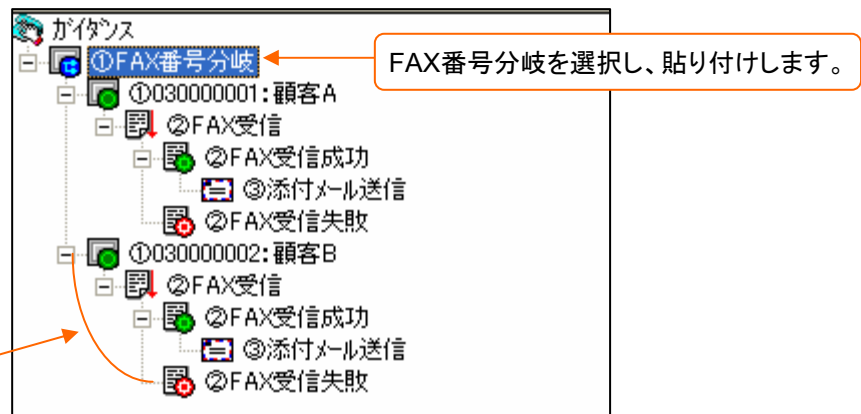 ガイダンス
①FAX番号分岐
FAX番号分岐を選択し、貼り付けします。
①030000001:顧客A
②FAX受信
②FAX受信成功
③添付メール送信
②FAX受信失敗
①030000002:顧客B
②FAX受信
②FAX受信成功
③添付メール送信
②FAX受信失敗